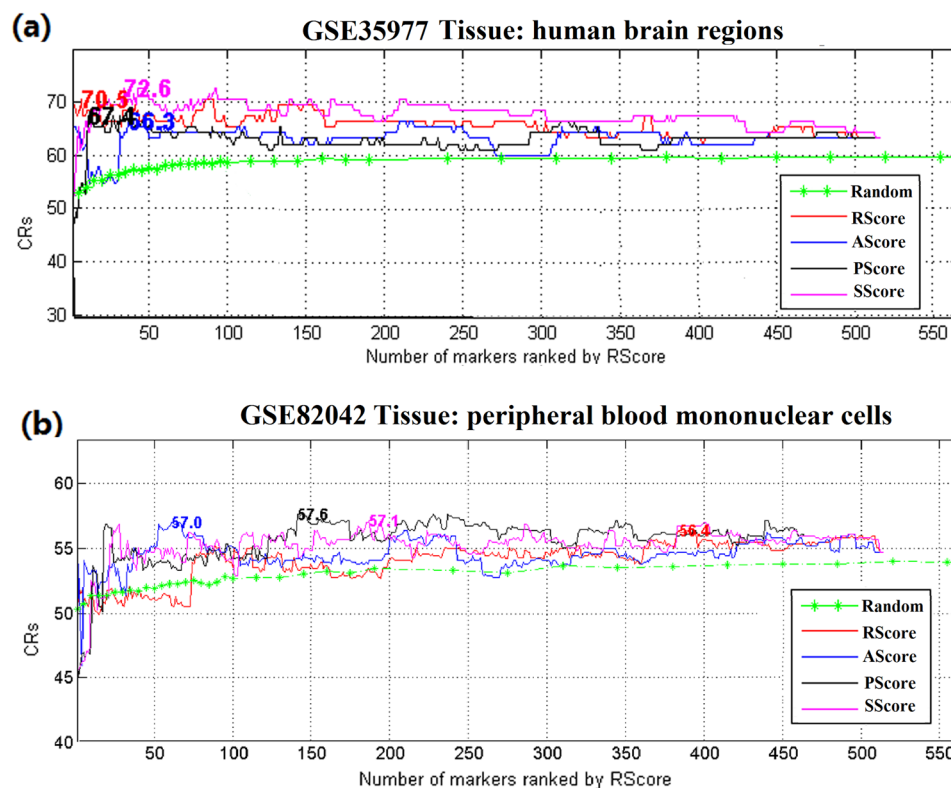 (a)
GSE35977 Tissue: human brain regions
CRs
70
60
50
40
30
70.5
72.6
67.4
66.3
Random
RScore
AScore
PScore
SScore
50 100 150 200 250 300 350 400 450 500 550
Number of markers ranked by RScore
(b)
GSE82042 Tissue: peripheral blood mononuclear cells
CRs
60
55
50
45
40
57.0
57.6
57.1
56.4
Random
RScore
AScore
PScore
SScore
50 100 150 200 250 300 350 400 450 500 550
Number of markers ranked by RScore